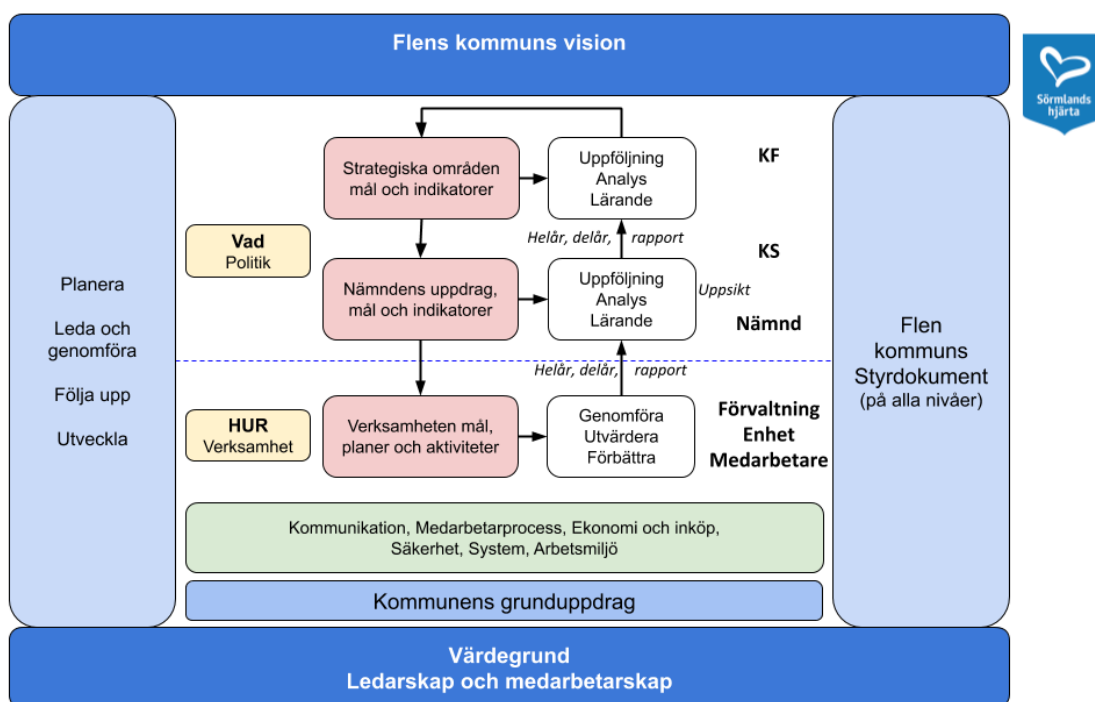 Flens kommuns vision
Sörmlands
hjärta
Planera
Leda och
genomföra
Följa upp
Utveckla
Vad
Politik
HUR
Verksamhet
Strategiska områden
mål och indikatorer
Uppföljning
Analys
Lärande
KF
Helår, delår, rapport
KS
Nämndens uppdrag,
mål och indikatorer
Uppföljning
Analys
Lärande
Uppsikt
Nämnd
Helår, delår, rapport
Verksamheten mål,
planer och aktiviteter
Genomföra
Utvärdera
Förbättra
Förvaltning
Enhet
Medarbetare
Flen
kommuns
Styrdokument
(på alla nivåer)
Kommunikation, Medarbetarprocess, Ekonomi och inköp,
Säkerhet, System, Arbetsmiljö
Kommunens grunduppdrag
Värdegrund
Ledarskap och medarbetarskap